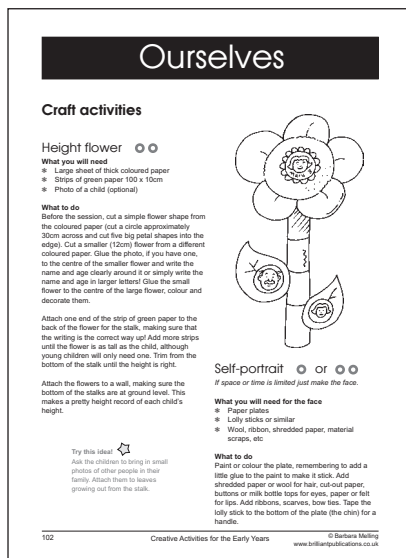 Ourselves
Craft activities
Height flower
What you will need
* Large sheet of thick coloured paper
* Strips of green paper 100 x 10cm
* Photo of a child (optional)
What to do
Before the session, cut a simple flower shape from
the coloured paper (cut a circle approximately
30cm across and cut five big petal shapes into the
edge). Cut a smaller (12cm) flower from a different
coloured paper. Glue the photo, if you have one,
to the centre of the smaller flower and write the
name and age clearly around it or simply write the
name and age in larger letters! Glue the small
flower to the centre of the large flower, colour and
decorate them.
Attach one end of the strip of green paper to the
back of the flower for the stalk, making sure that
the writing is the correct way up! Add more strips
until the flower is as tall as the child, although
young children will only need one. Trim from the
bottom of the stalk until the height is right.
Attach the flowers to a wall, making sure the
bottom of the stalks are at ground level. This
makes a pretty height record of each child's
height.
Try this idea!
Ask the children to bring in small
photos of other people in their
family. Attach them to leaves
growing out from the stalk.
Self-portrait or
If space or time is limited just make the face.
What you will need for the face
* Paper plates
* Lolly sticks or similar
* Wool, ribbon, shredded paper, material
scraps, etc
What to do
Paint or colour the plate, remembering to add a
little glue to the paint to make it stick. Add
shredded paper or wool for hair, cut-out paper,
buttons or milk bottle tops for eyes, paper or felt
for lips. Add ribbons, scarves, bow ties. Tape the
lolly stick to the bottom of the plate (the chin) for a
handle.
102
Creative Activities for the Early Years
© Barbara Melling
www.brilliantpublications.co.uk